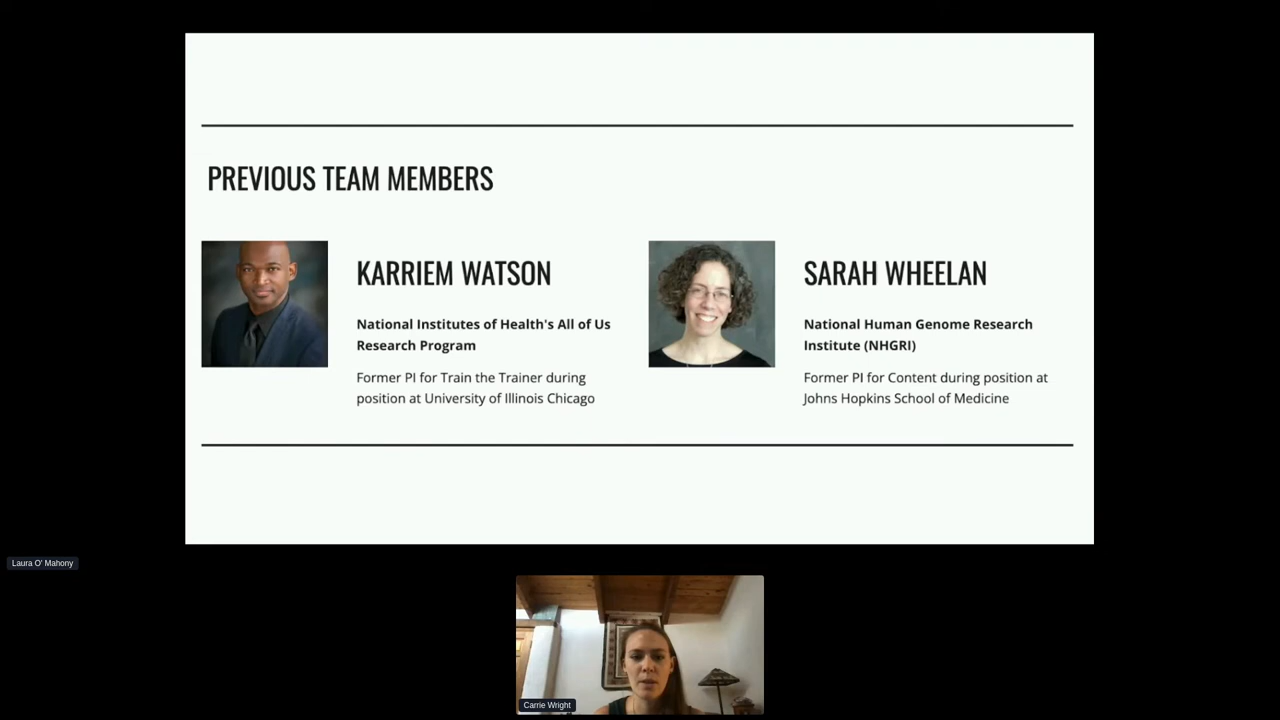 PREVIOUS TEAM MEMBERS
KARRIEM WATSON
National Institutes of Health's All of Us
Research Program
Former PI for Train the Trainer during
position at University of Illinois Chicago
SARAH WHEELAN
National Human Genome Research
Institute (NHGRI)
Former PI for Content during position at
Johns Hopkins School of Medicine
Laura O' Mahony
Carrie Wright